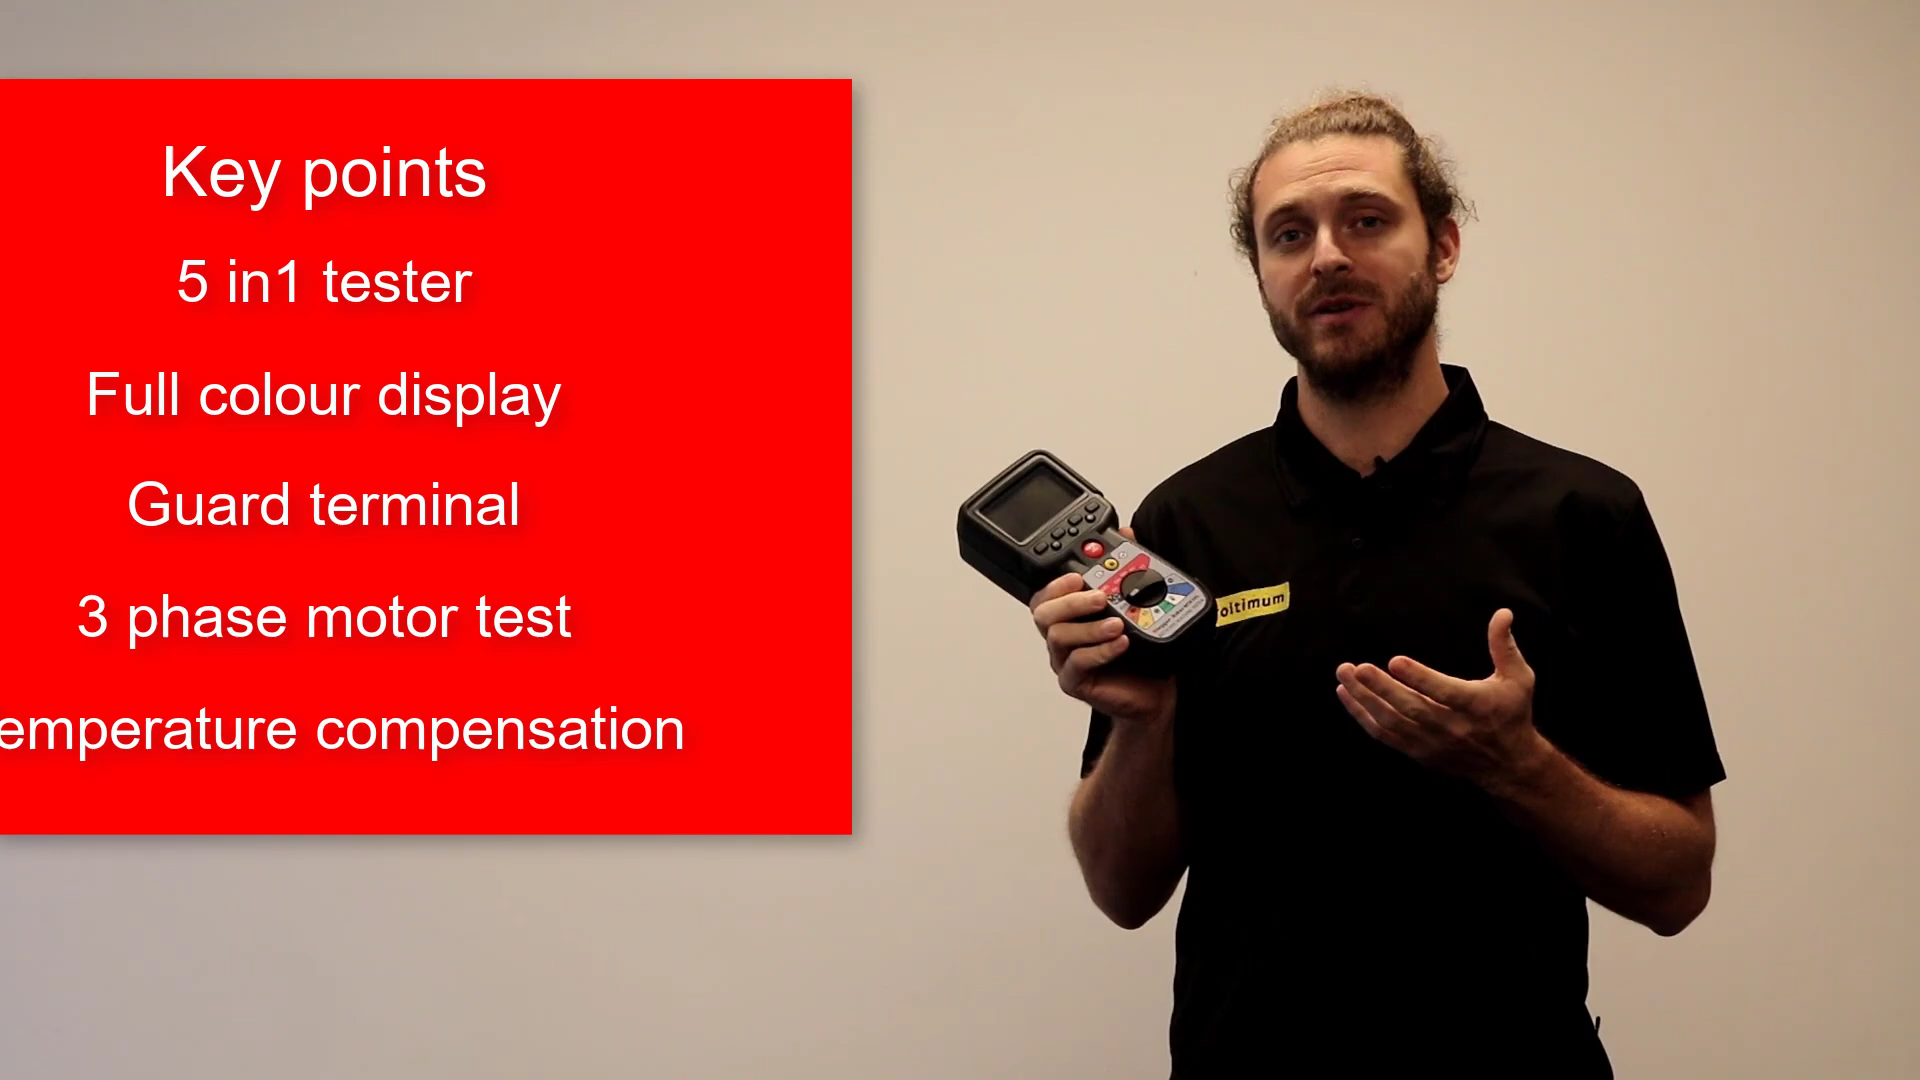 Key points
5 in1 tester
Full colour display
Guard terminal
3 phase motor test
emperature compensation
oltimum